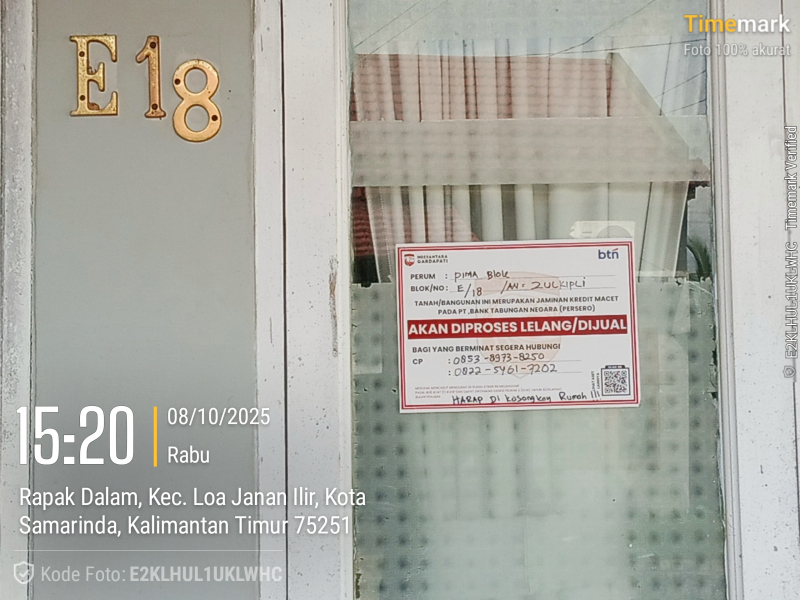 E18
Timemark
Foto 100% akurat
NUSANTARA
GARDAPATI
btn
PERUM : PIMA Blok
BLOK/NO : E/18 /AN: ZULKIPLI
TANAH/BANGUNAN INI MERUPAKAN JAMINAN KREDIT MACET
PADA PT. BANK TABUNGAN NEGARA (PERSERO)
AKAN DIPROSES LELANG/DIJUAL
BAGI YANG BERMINAT SEGERA HUBUNGI
CP : 0853-8973-8250
: 0822-5461-7202
HARAP DI kosongkan Rumah !!!
15:20
08/10/2025
Rabu
Rapak Dalam, Kec. Loa Janan Ilir, Kota
Samarinda, Kalimantan Timur 75251
Kode Foto: E2KLHUL1UKLWHC
© E2KLHUL1UKLWHC Timemark Verified